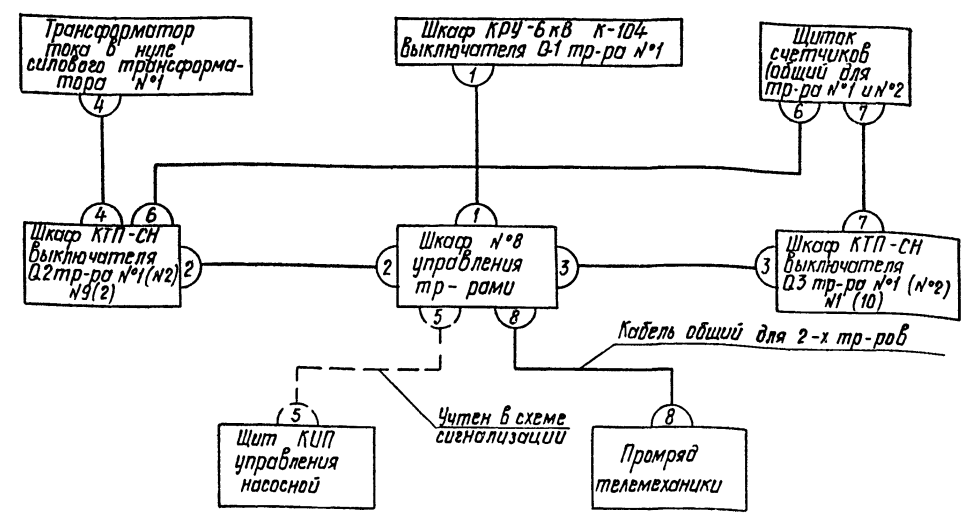 Трансформатор
тока в нуле
силового трансформа-
тора №1
4
Шкаф КРУ-6кВ К-104
выключателя Q1 тр-ра №1
1
Щиток
счетчиков
(общий для
тр-ра №1 и №2
6
7
4
6
Шкаф КТП-СН
выключателя
Q2 тр-ра №1(№2)
№9(2)
2
1
2
Шкаф №8
управления
тр-рами
3
5
8
7
3
Шкаф КТП-СН
выключателя
Q3 тр-ра №1 (№2)
№1 (10)
Кабель общий для 2-х тр-ров
Учтен в схеме
сигнализации
5
Щит КИП
управления
насосной
8
Промряд
телемеханики